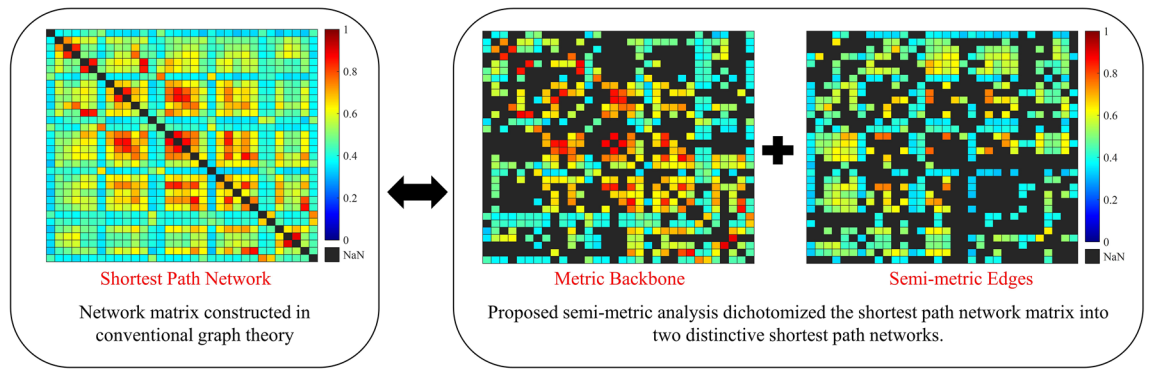 1
0.8
0.6
0.4
0.2
0
NaN
Shortest Path Network
Network matrix constructed in
conventional graph theory
1
0.8
0.6
0.4
0.2
0
NaN
Metric Backbone
Semi-metric Edges
Proposed semi-metric analysis dichotomized the shortest path network matrix into
two distinctive shortest path networks.